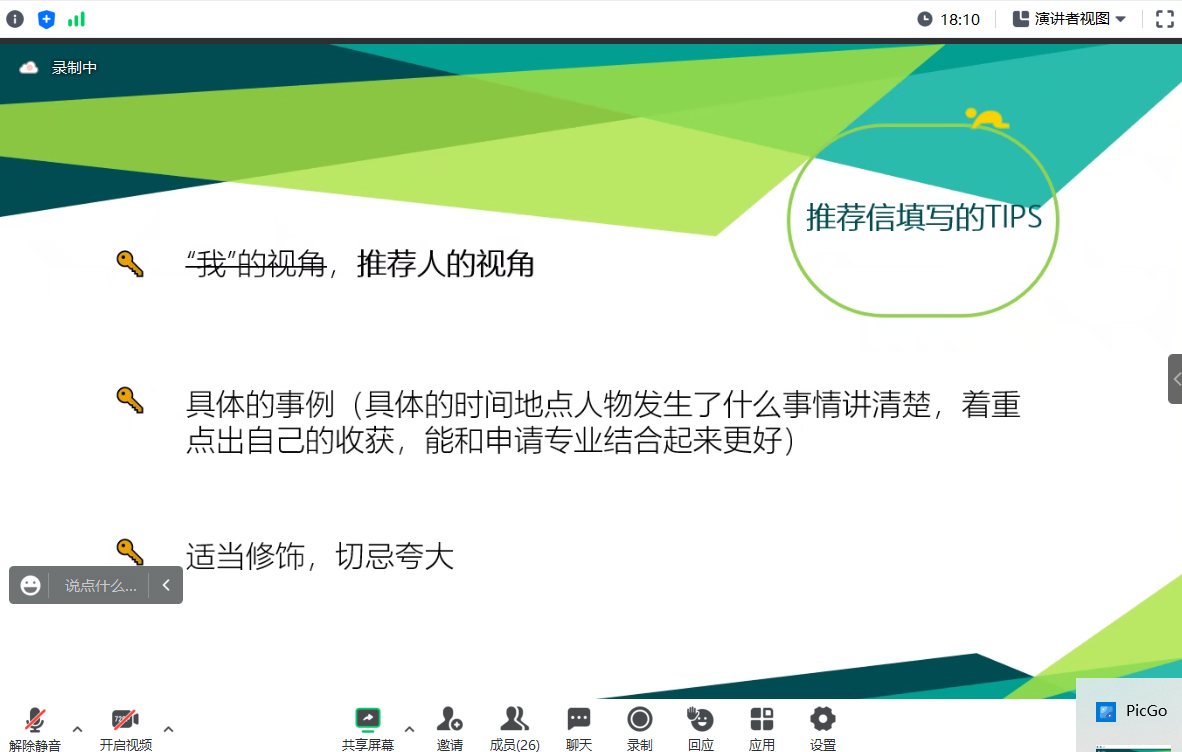 18:10
演讲者视图
录制中
推荐信填写的TIPS
“我”的视角，推荐人的视角
具体的事例（具体的时间地点人物发生了什么事情讲清楚，着重
点出自己的收获，能和申请专业结合起来更好）
适当修饰，切忌夸大
说点什么...
解除静音
720
开启视频
共享屏幕
邀请
成员(26)
聊天
录制
回应
应用
设置
PicGo